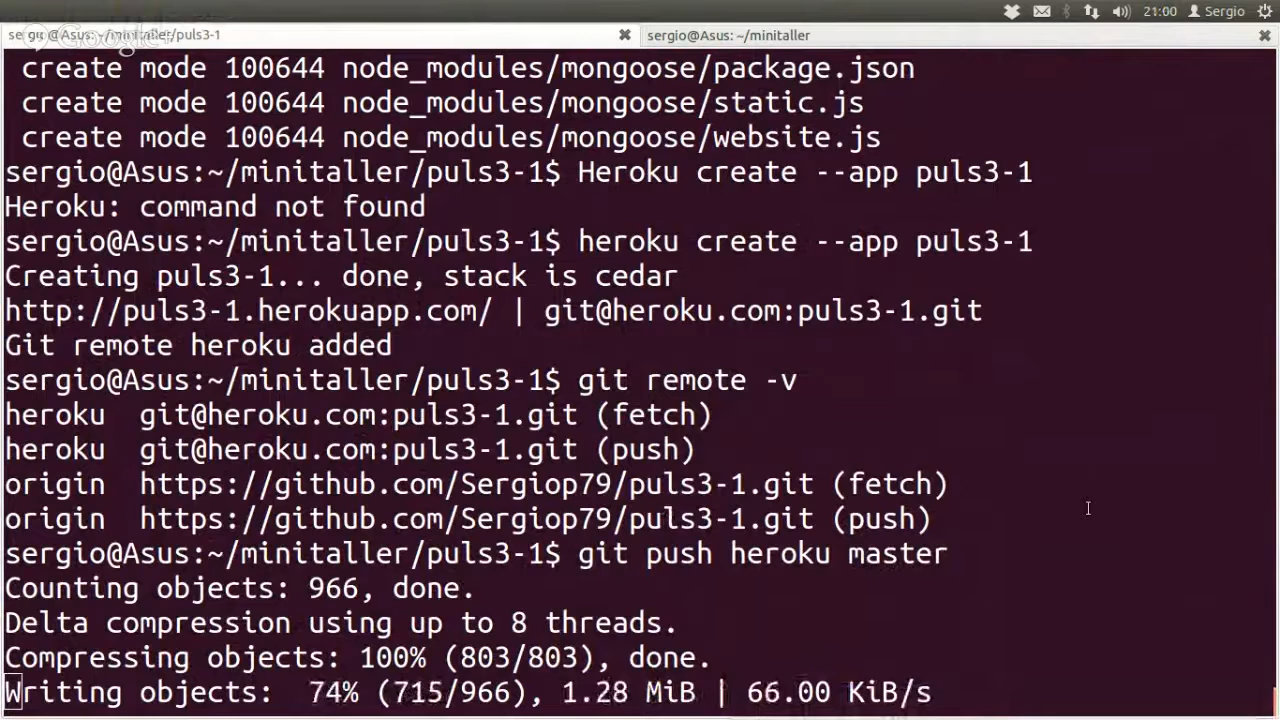 21:00 Sergio
sergio@Asus: ~/minitaller/puls3-1
sergio@Asus: ~/minitaller
Google+
create mode 100644 node_modules/mongoose/package.json
create mode 100644 node_modules/mongoose/static.js
create mode 100644 node_modules/mongoose/website.js
sergio@Asus:~/minitaller/puls3-1$ Heroku create --app puls3-1
Heroku: command not found
sergio@Asus:~/minitaller/puls3-1$ heroku create --app puls3-1
Creating puls3-1... done, stack is cedar
http://puls3-1.herokuapp.com/ | git@heroku.com:puls3-1.git
Git remote heroku added
sergio@Asus:~/minitaller/puls3-1$ git remote -v
heroku git@heroku.com:puls3-1.git (fetch)
heroku git@heroku.com:puls3-1.git (push)
origin https://github.com/Sergiop79/puls3-1.git (fetch)
origin https://github.com/Sergiop79/puls3-1.git (push)
sergio@Asus:~/minitaller/puls3-1$ git push heroku master
Counting objects: 966, done.
Delta compression using up to 8 threads.
Compressing objects: 100% (803/803), done.
Writing objects: 74% (715/966), 1.28 MiB | 66.00 KiB/s